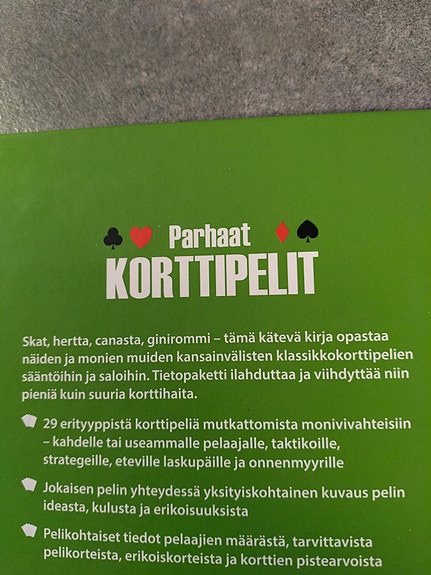 Parhaat
KORTTIPELIT
Skat, hertta, canasta, ginirommi – tämä kätevä kirja opastaa
näiden ja monien muiden kansainvälisten klassikkokorttipelien
sääntöihin ja saloihin. Tietopaketti ilahduttaa ja viihdyttää niin
pieniä kuin suuria korttihaita.
29 erityyppistä korttipeliä mutkattomista monivivahteisiin
– kahdelle tai useammalle pelaajalle, taktikoille,
strategeille, eteville laskupäille ja onnenmyyrille
Jokaisen pelin yhteydessä yksityiskohtainen kuvaus pelin
ideasta, kulusta ja erikoisuuksista
Pelikohtaiset tiedot pelaajien määrästä, tarvittavista
pelikorteista, erikoiskorteista ja korttien pistearvoista